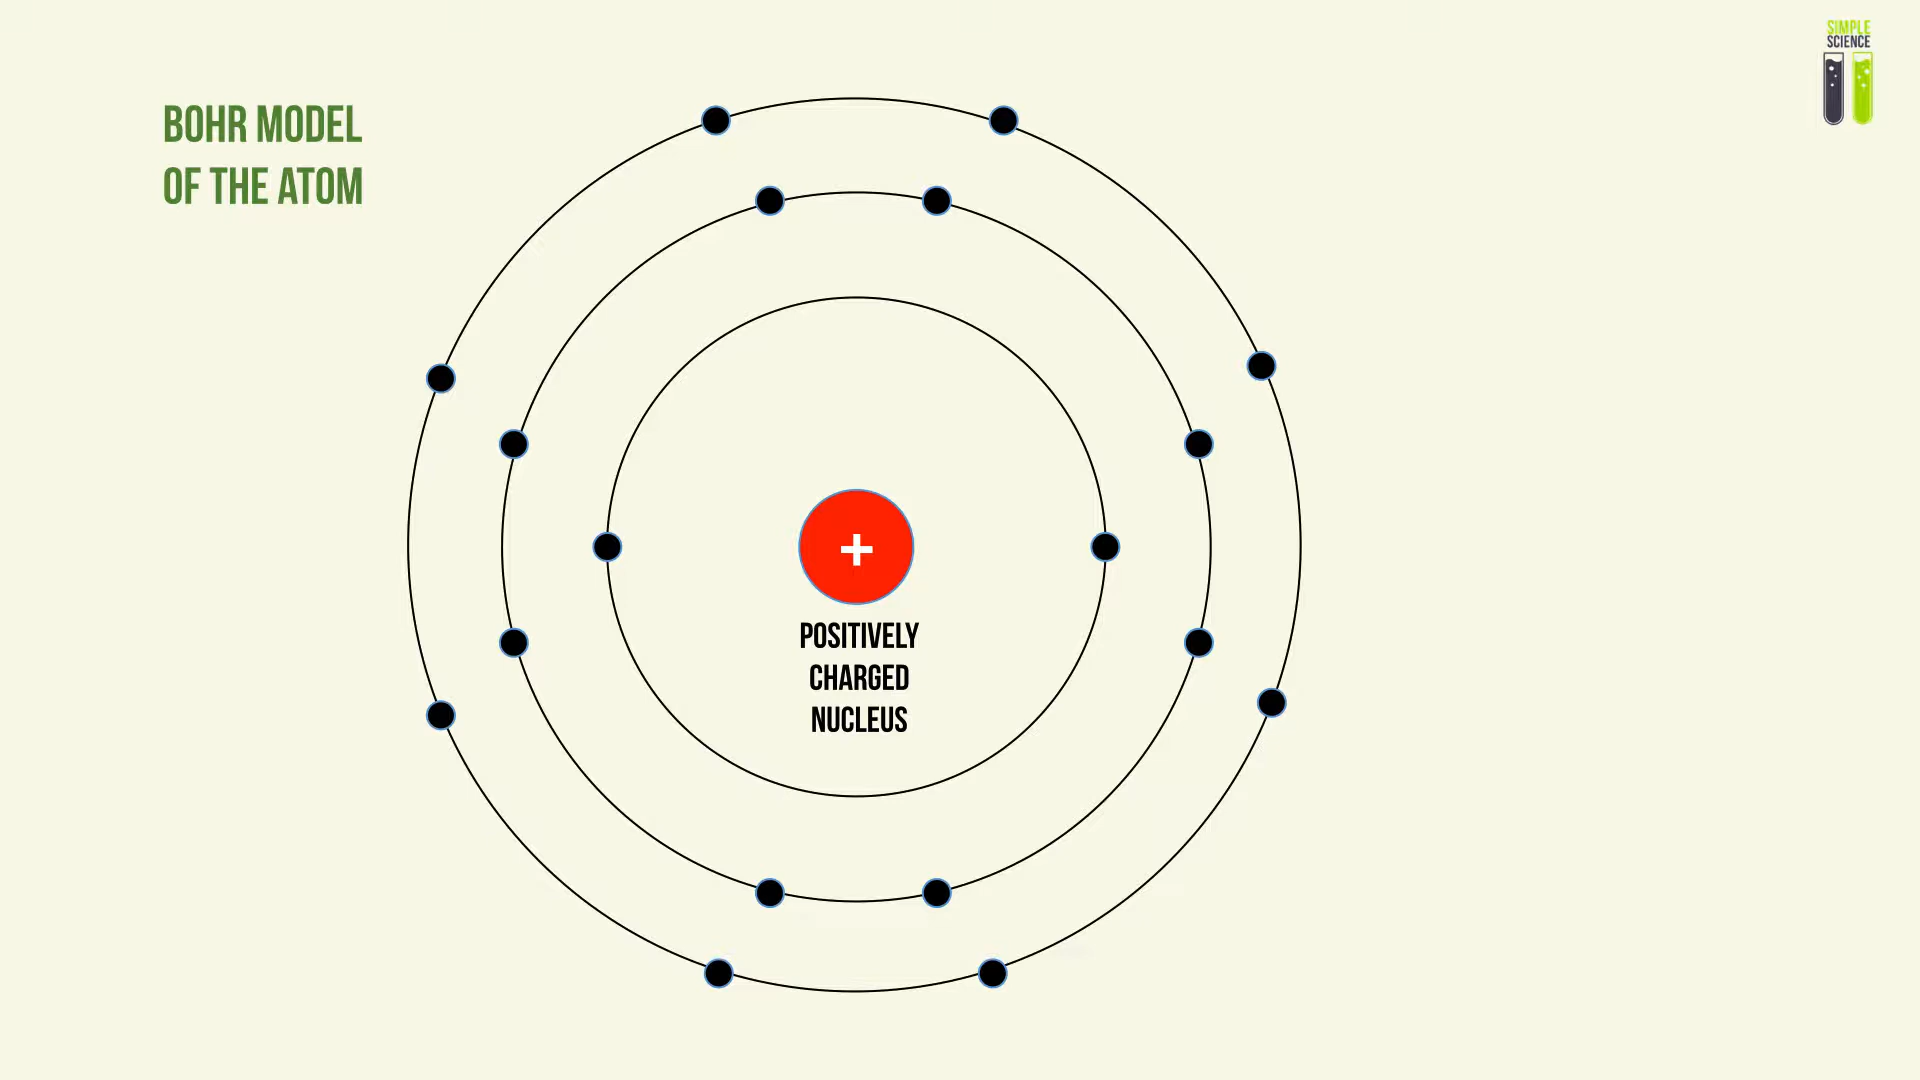 SIMPLE
SCIENCE
BOHR MODEL
OF THE ATOM
+
POSITIVELY
CHARGED
NUCLEUS